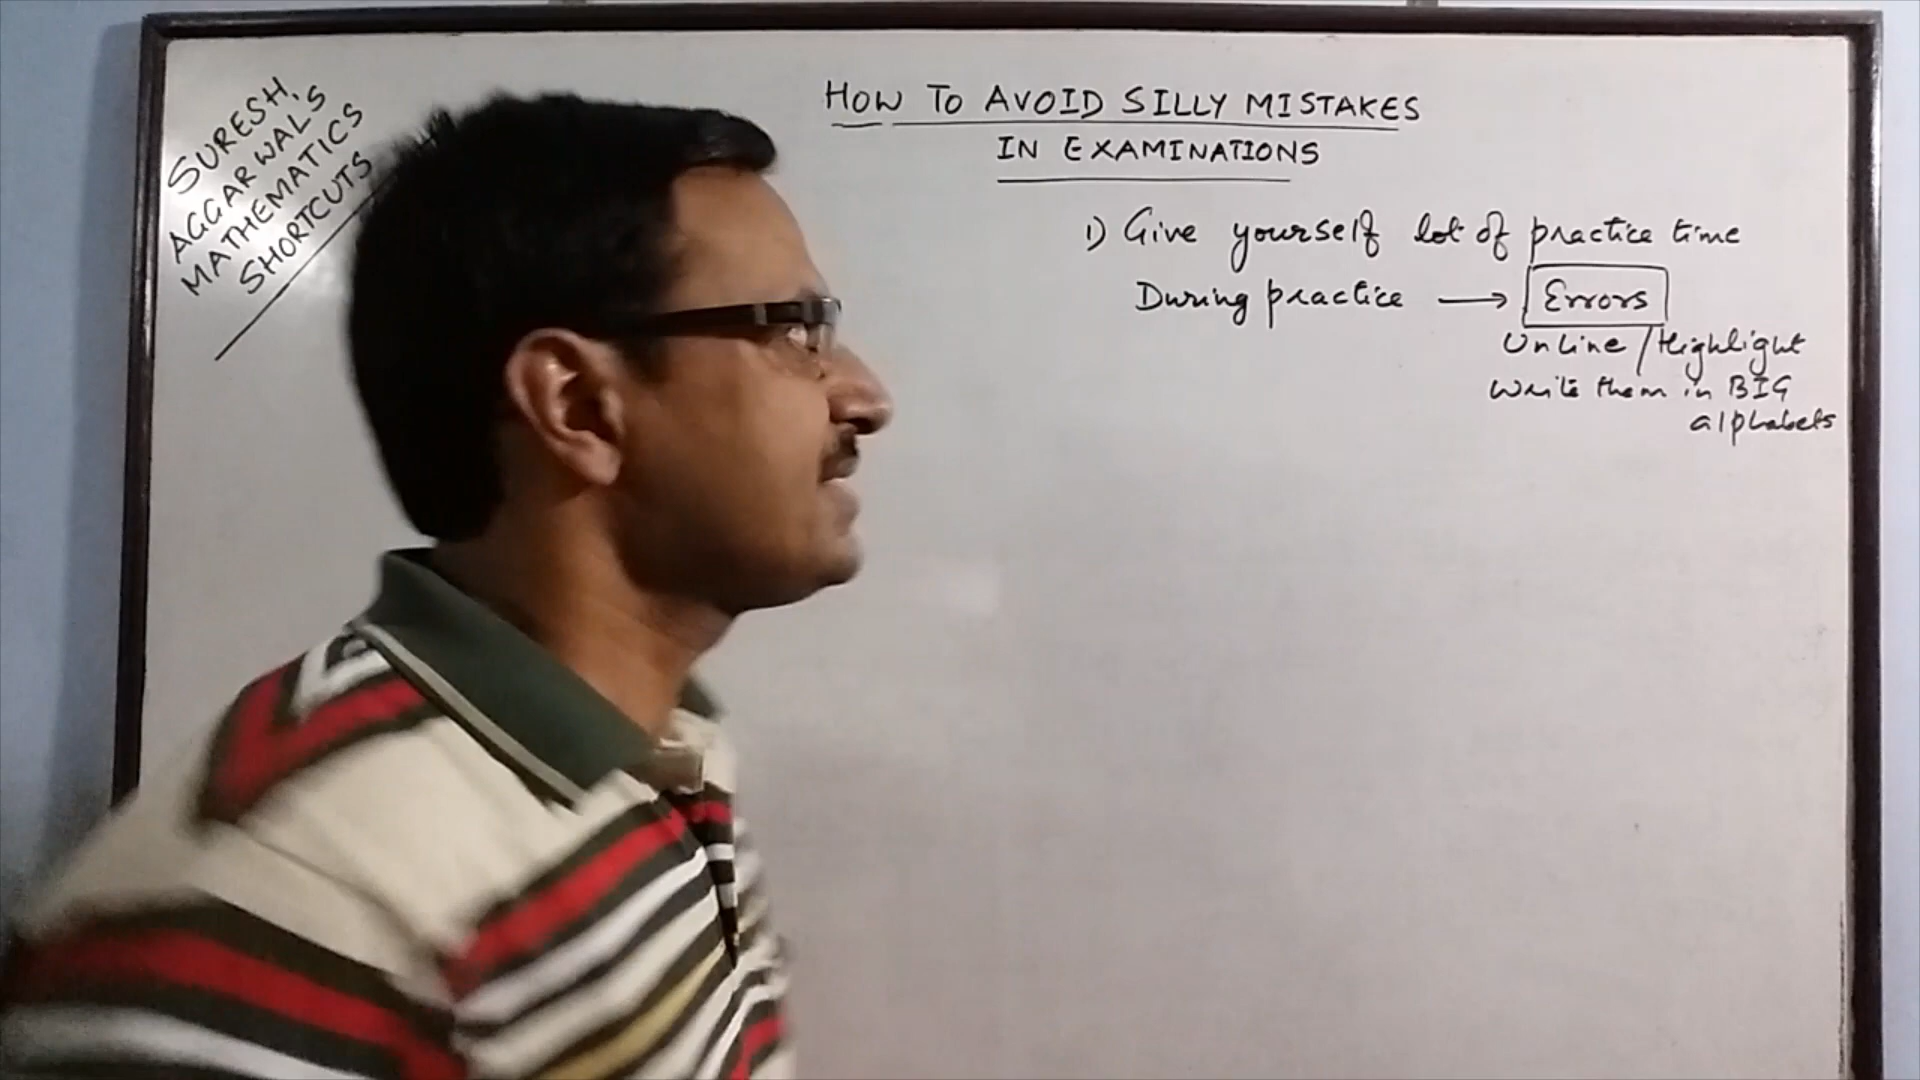 SURESH
AGGARWAL'S
MATHEMATICS
SHORTCUTS
HOW TO AVOID SILLY MISTAKES
IN EXAMINATIONS
1) Give yourself lot of practice time
During practice → Errors
UnLine / Highlight
Write them in BIG
alphabets